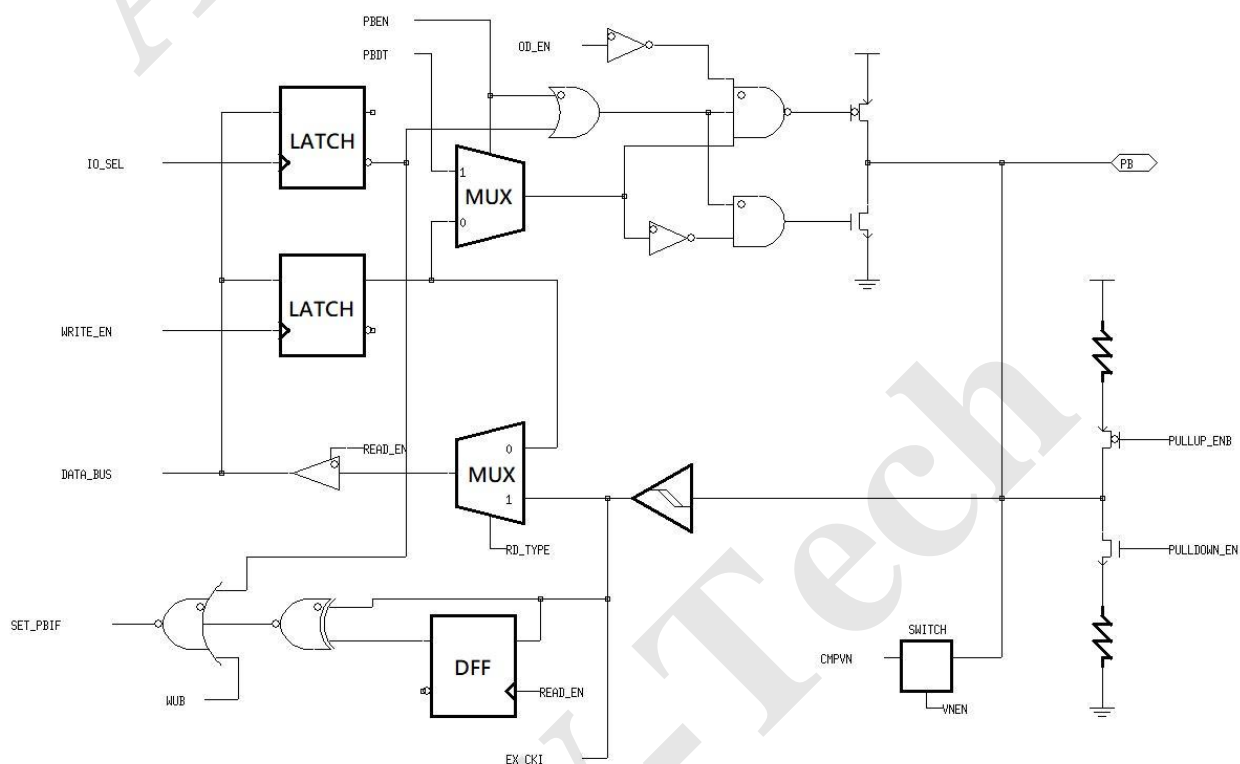 PBEN
PBDT
OD_EN
LATCH
IO_SEL
1
MUX
0
PB
LATCH
WRITE_EN
READ_EN
0
MUX
1
PULLUP_ENB
DATA_BUS
RD_TYPE
PULLDOWN_EN
SET_PBIF
SWITCH
CMPVN
DFF
READ_EN
WUB
VNEN
EX_CKI
-Tech